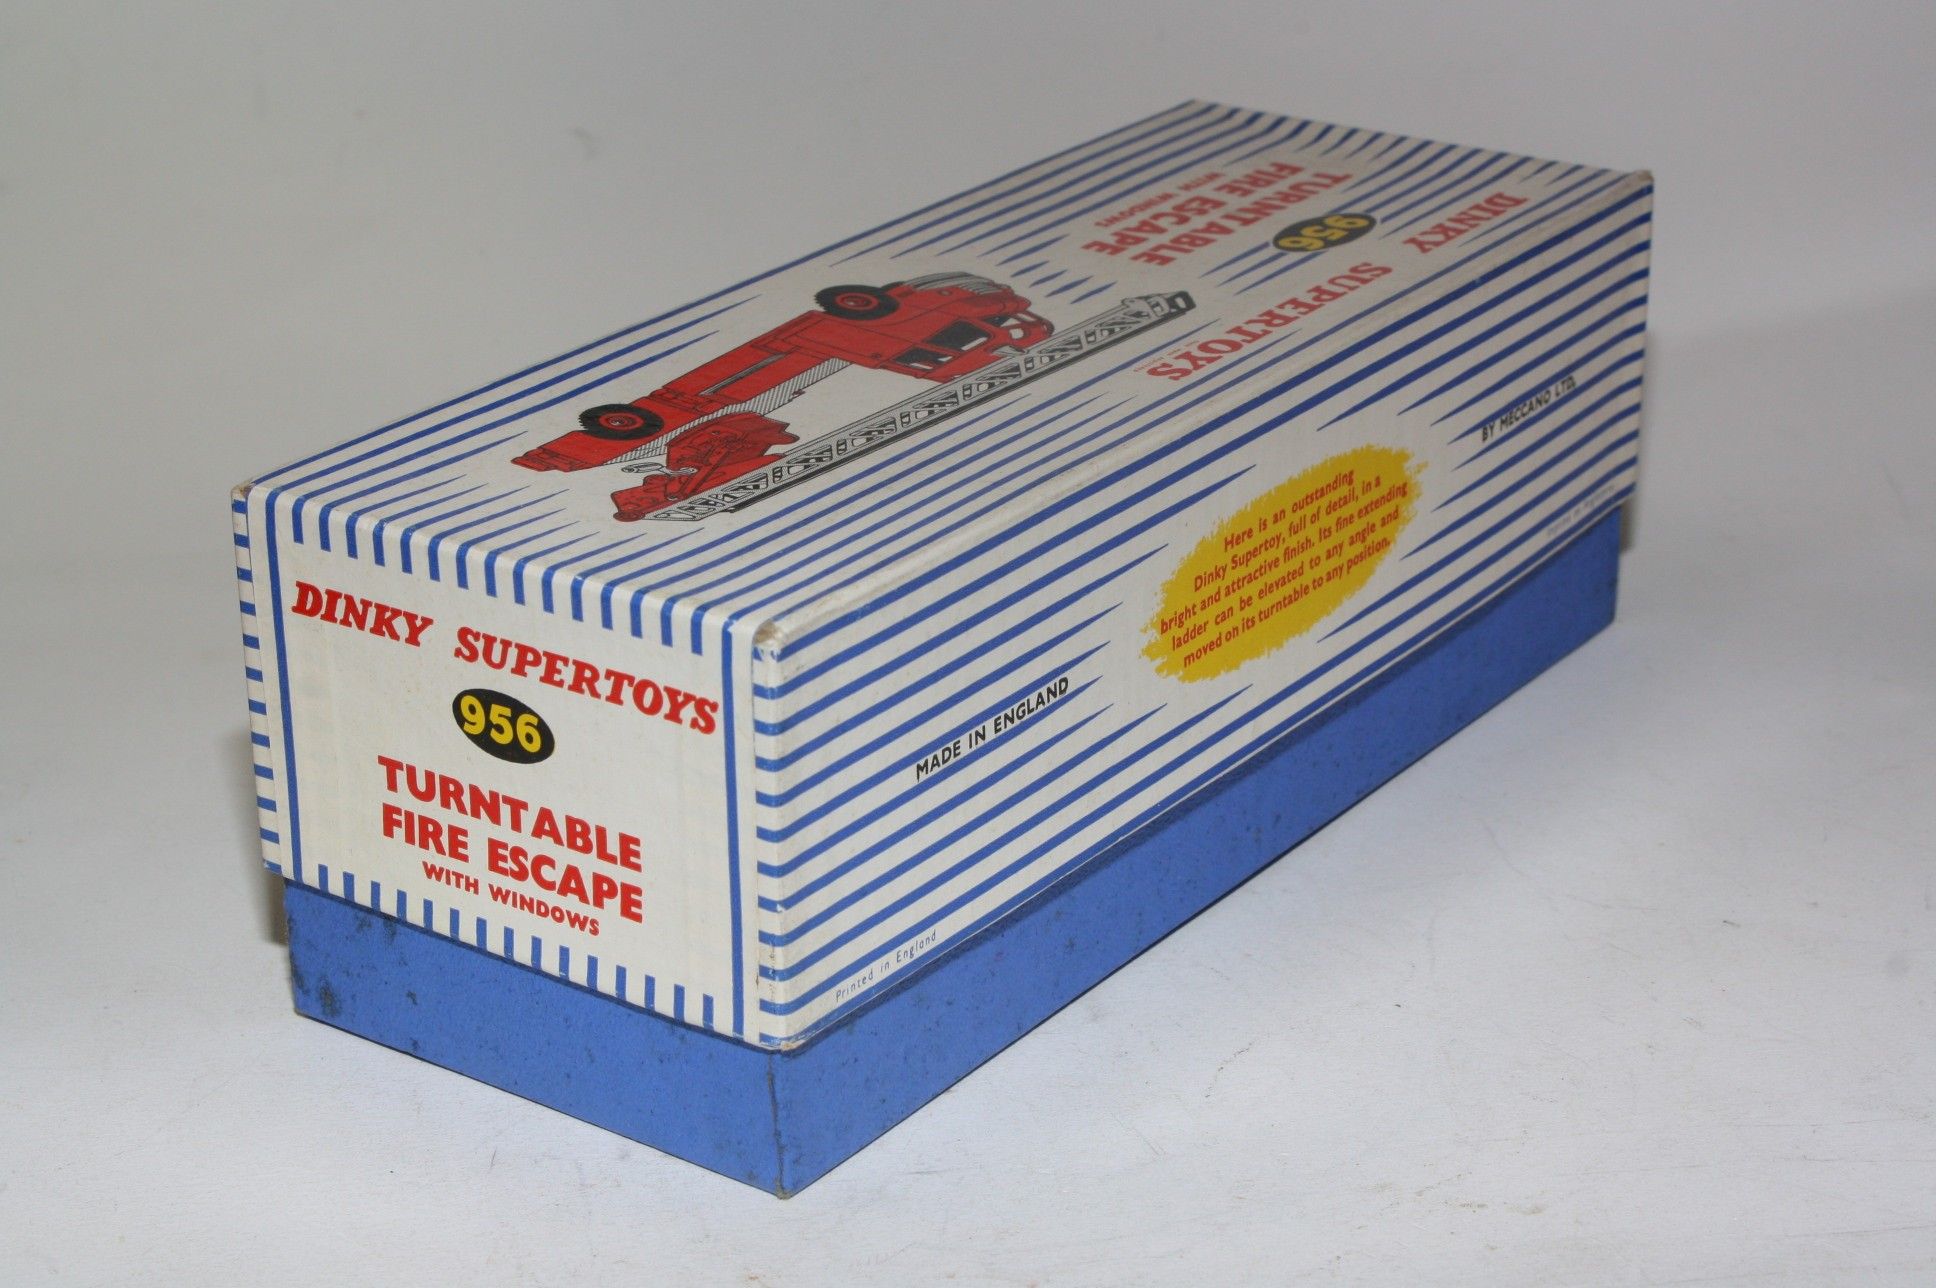 DINKY SUPERTOYS
956
TURNTABLE
FIRE ESCAPE
WITH WINDOWS
DINKY SUPERTOYS
956
TURNTABLE
FIRE ESCAPE
WITH WINDOWS
MADE IN ENGLAND
Here is an outstanding
Dinky Supertoy, full of detail, in a
bright and attractive finish. Its fine extending
ladder can be elevated to any angle and
moved on its turntable to any position.
BY MECCANO LTD.
Printed in England